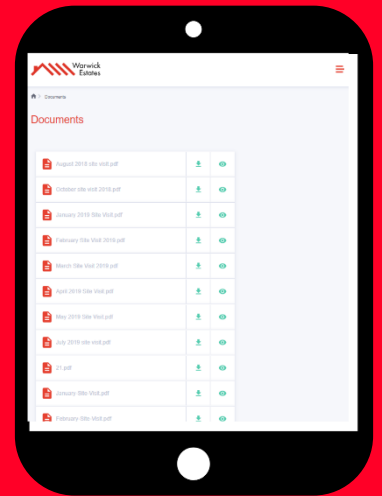 Warwick
Estates
> Documents
Documents
August 2018 site visit.pdf
October site visit 2018.pdf
January 2019 Site Visit.pdf
February Site Visit 2019.pdf
March Site Visit 2019.pdf
April 2019 Site Visit.pdf
May 2019 Site Visit.pdf
July 2019 site visit.pdf
21.pdf
January Site Visit.pdf
February Site Visit.pdf